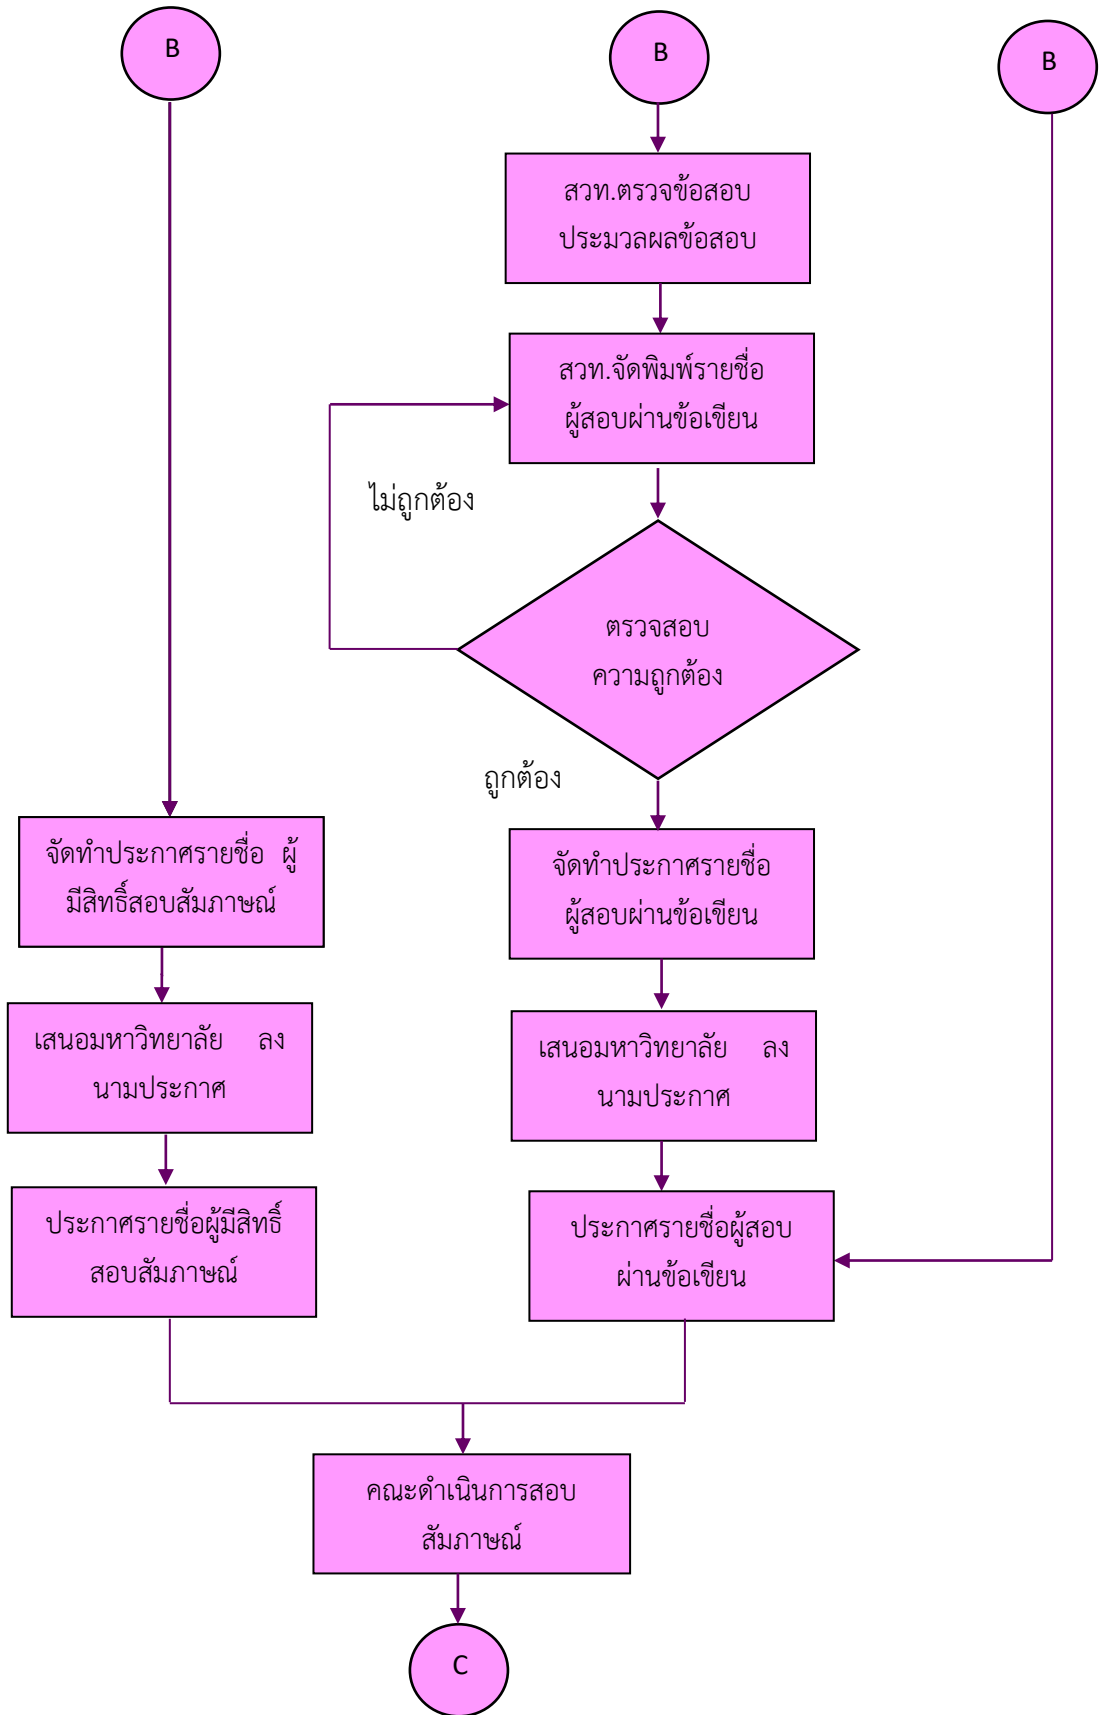 B
B
B
สวท.ตรวจข้อสอบ
ประมวลผลข้อสอบ
สวท.จัดพิมพ์รายชื่อ
ผู้สอบผ่านข้อเขียน
ไม่ถูกต้อง
ตรวจสอบ
ความถูกต้อง
ถูกต้อง
จัดทำประกาศรายชื่อ ผู้
มีสิทธิ์สอบสัมภาษณ์
จัดทำประกาศรายชื่อ
ผู้สอบผ่านข้อเขียน
เสนอมหาวิทยาลัย ลง
นามประกาศ
เสนอมหาวิทยาลัย ลง
นามประกาศ
ประกาศรายชื่อผู้มีสิทธิ์
สอบสัมภาษณ์
ประกาศรายชื่อผู้สอบ
ผ่านข้อเขียน
คณะดำเนินการสอบ
สัมภาษณ์
C